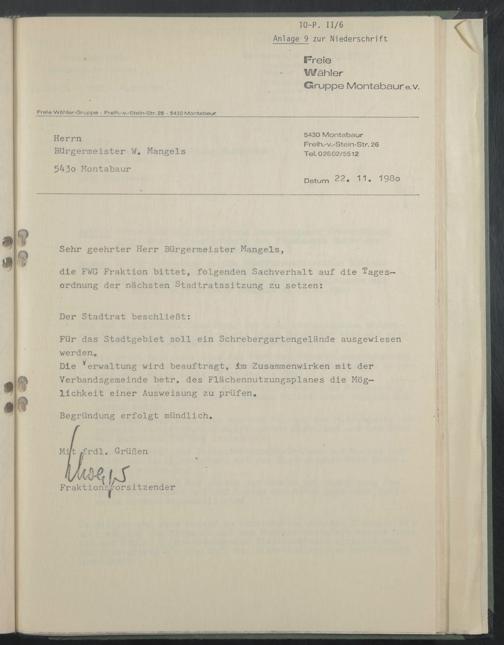 TO-P. II/6
Anlage 9 zur Niederschrift
Freie
Wähler
Gruppe Montabaur e.V.
Freie Wähler-Gruppe - Freih.-v.-Stein-Str. 26 - 5430 Montabaur
Herrn
Bürgermeister W. Mangels
543o Montabaur
5430 Montabaur
Freih.-v.-Stein-Str. 26
Tel. 02602/5512
Datum 22. 11. 198o
Sehr geehrter Herr Bürgermeister Mangels,
die FWG Fraktion bittet, folgenden Sachverhalt auf die Tages-
ordnung der nächsten Stadtratssitzung zu setzen:
Der Stadtrat beschließt:
Für das Stadtgebiet soll ein Schrebergartengelände ausgewiesen
werden.
Die Verwaltung wird beauftragt, im Zusammenwirken mit der
Verbandsgemeinde betr. des Flächennutzungsplanes die Mög-
lichkeit einer Ausweisung zu prüfen.
Begründung erfolgt mündlich.
Mit frdl. Grüßen
Fraktionsvorsitzender